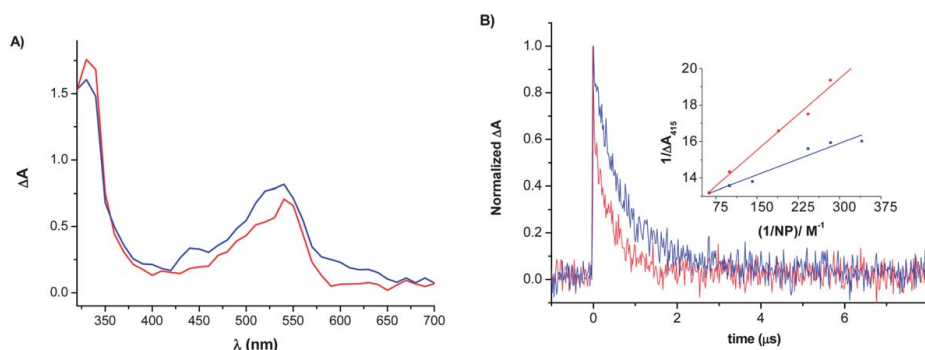 A)
ΔA
1.5
1.0
0.5
0.0
350 400 450 500 550 600 650 700
λ (nm)
B)
Normalized ΔA
1.0
0.8
0.6
0.4
0.2
0.0
0 2 4 6
time (μs)
1/ΔA415
20
18
16
14
75 150 225 300 375
(1/NP)/ M-1